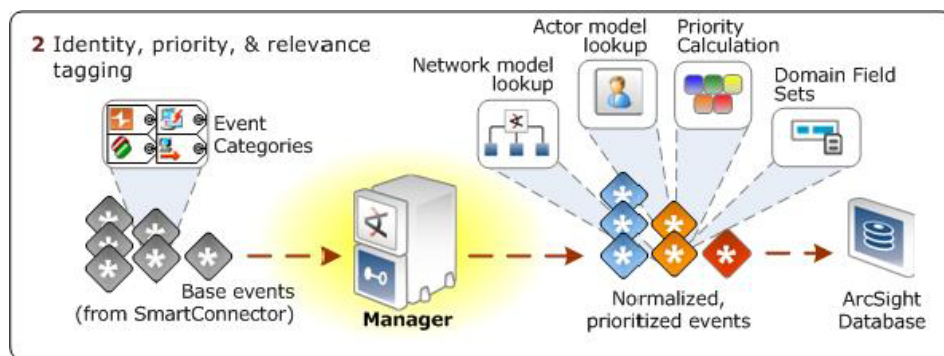 2 Identity, priority, & relevance
tagging
Event
Categories
Base events
(from SmartConnector)
Manager
Network model
lookup
Actor model
lookup
Priority
Calculation
Domain Field
Sets
Normalized,
prioritized events
ArcSight
Database